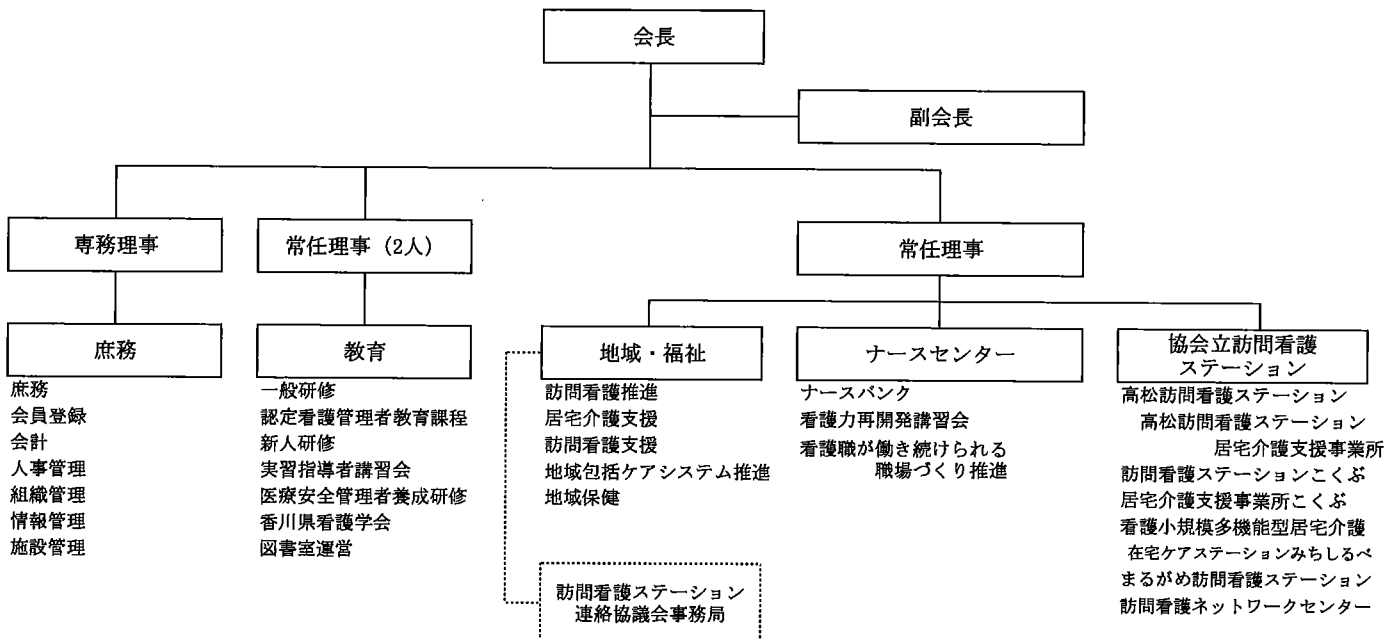 会長
副会長
専務理事
常任理事（2人）
常任理事
庶務
庶務
会員登録
会計
人事管理
組織管理
情報管理
施設管理
教育
一般研修
認定看護管理者教育課程
新人研修
実習指導者講習会
医療安全管理者養成研修
香川県看護学会
図書室運営
地域・福祉
訪問看護推進
居宅介護支援
訪問看護支援
地域包括ケアシステム推進
地域保健
訪問看護ステーション
連絡協議会事務局
ナースセンター
ナースバンク
看護力再開発講習会
看護職が働き続けられる
職場づくり推進
協会立訪問看護
ステーション
高松訪問看護ステーション
高松訪問看護ステーション
居宅介護支援事業所
訪問看護ステーションこくぶ
居宅介護支援事業所こくぶ
看護小規模多機能型居宅介護
在宅ケアステーションみちしるべ
まるがめ訪問看護ステーション
訪問看護ネットワークセンター